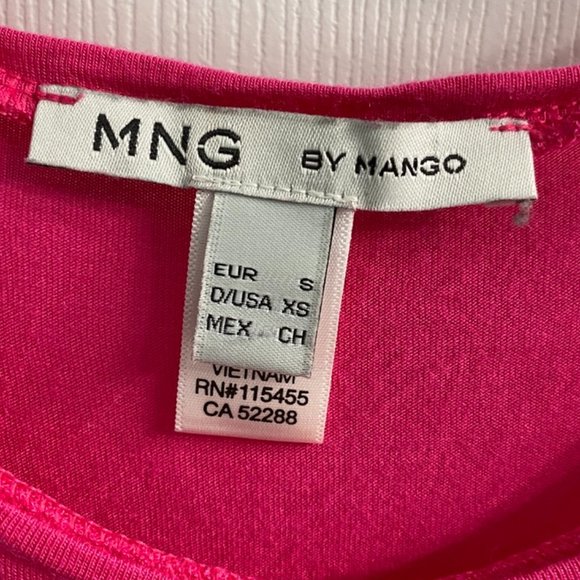 MNG BY MANGO
EUR S
D/USA XS
MEX CH
VIETNAM
RN#115455
CA 52288